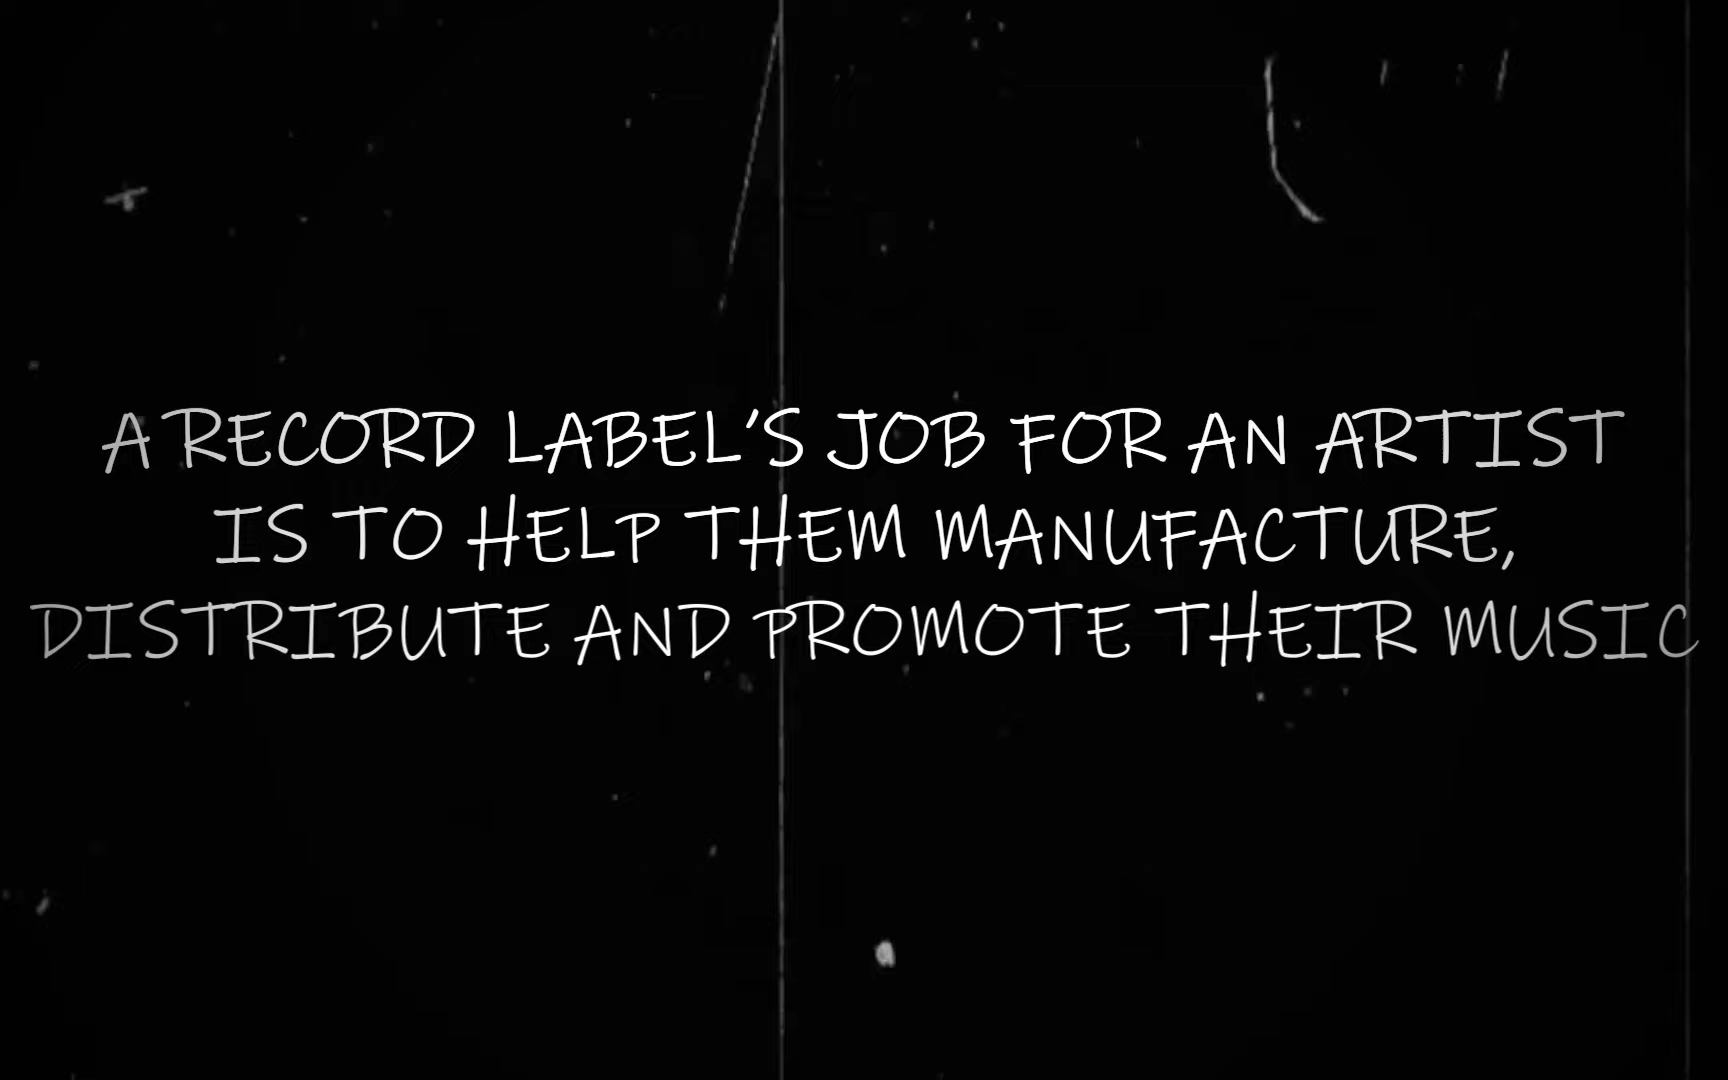 A RECORD LABEL'S JOB FOR AN ARTIST
IS TO HELP THEM MANUFACTURE,
DISTRIBUTE AND PROMOTE THEIR MUSIC